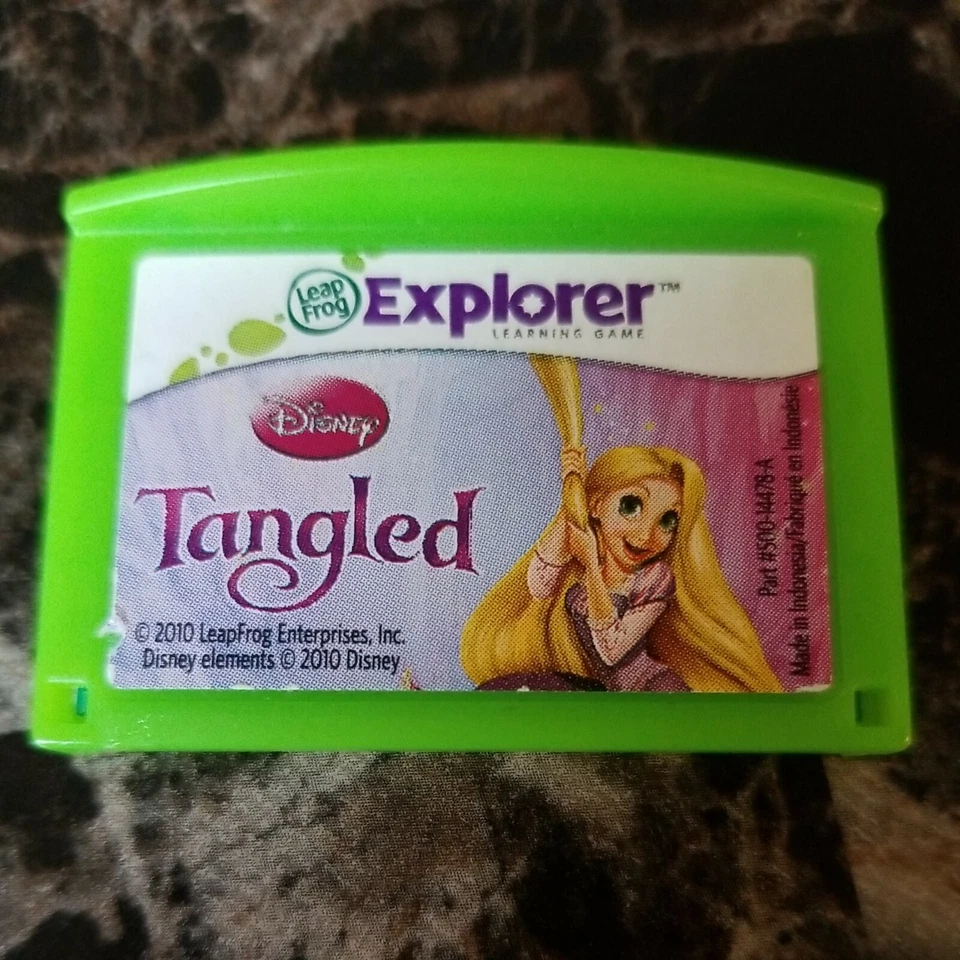 Leap
Frog
Explorer™
LEARNING GAME
Disney
Tangled
© 2010 LeapFrog Enterprises, Inc.
Disney elements © 2010 Disney
Part #500-14478-A
Made in Indonesia/Fabriqué en Indonésie